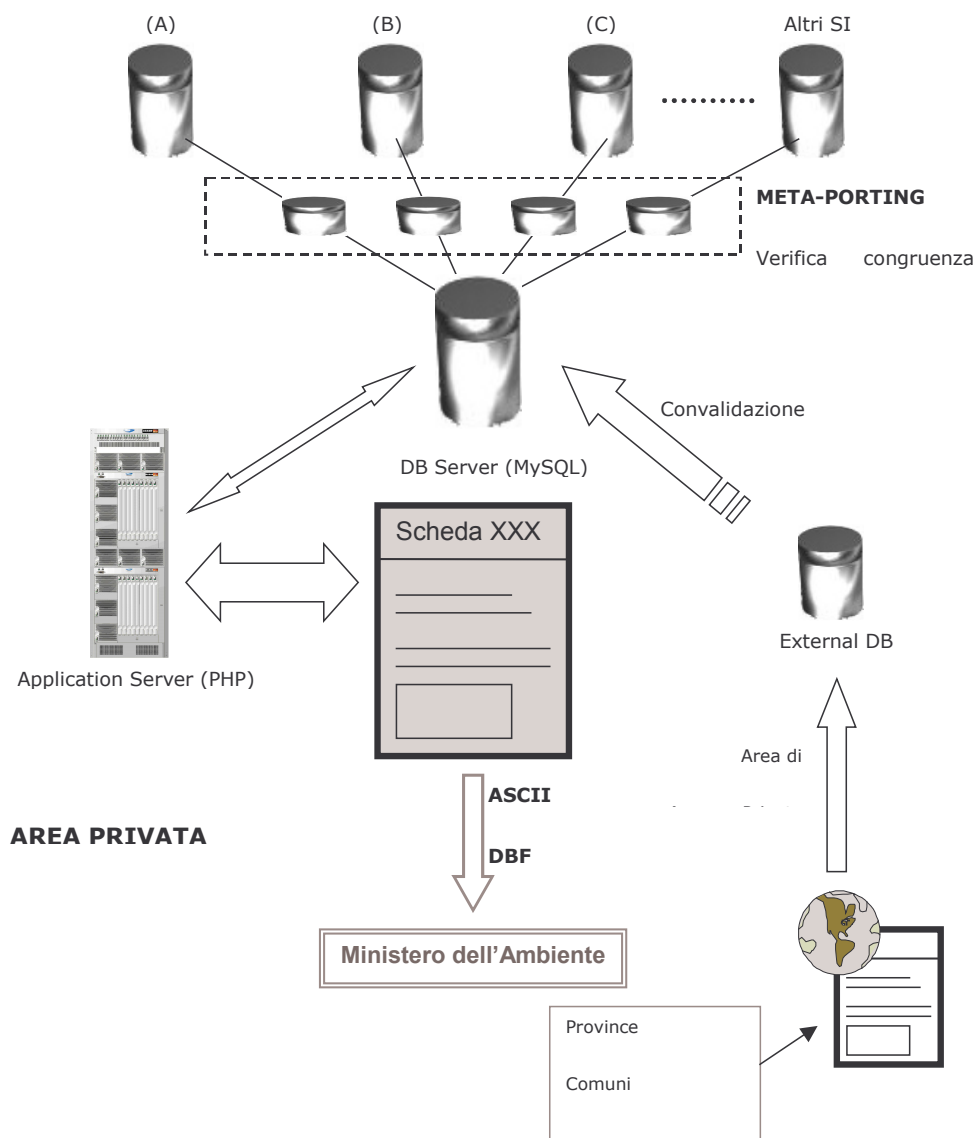 (A)
(B)
(C)
Altri SI
META-PORTING
Verifica congruenza
Convalidazione
DB Server (MySQL)
Scheda XXX
External DB
Application Server (PHP)
Area di
ASCII
AREA PRIVATA
DBF
Ministero dell'Ambiente
Province
Comuni